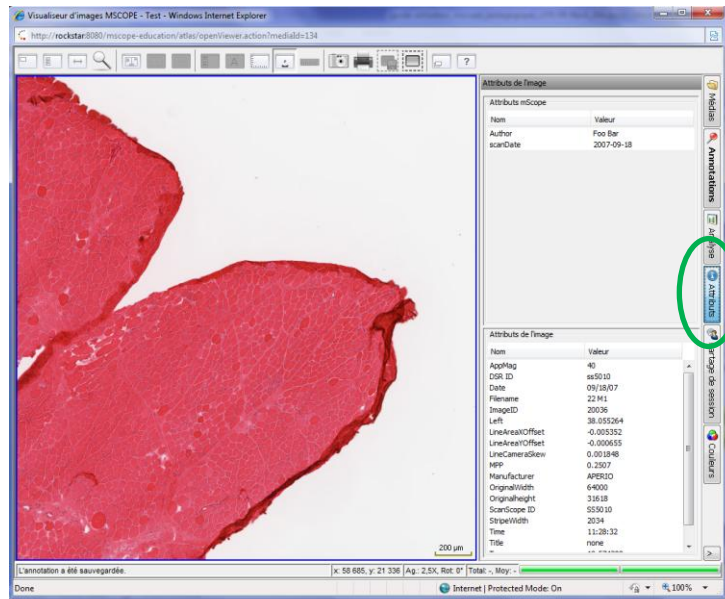 Visualiseur d'images MSCOPE - Test - Windows Internet Explorer
http://rockstar:8080/mscope-education/atlas/openViewer.action?mediaId=134
Attributs de l'image
Attributs mScope
Nom Valeur
Author Foo Bar
scanDate 2007-09-18
Attributs de l'image
Nom Valeur
AppMag 40
DSR ID ss5010
Date 09/18/07
Filename 22 M1
ImageID 20036
Left 38.055264
LineAreaXOffset -0.005352
LineAreaYOffset -0.000655
LineCameraSkew 0.001848
MPP 0.2507
Manufacturer APERIO
OriginalWidth 64000
Originalheight 31618
ScanScope ID SS5010
StripeWidth 2034
Time 11:28:32
Title none
Médias
Annotations
Analyse
Attributs
Partage de session
Couleurs
>
200 µm
L'annotation a été sauvegardée.
x: 58 685, y: 21 336 Ag.: 2,5X, Rot: 0° Total: -, Moy: -
Done Internet | Protected Mode: On 100%